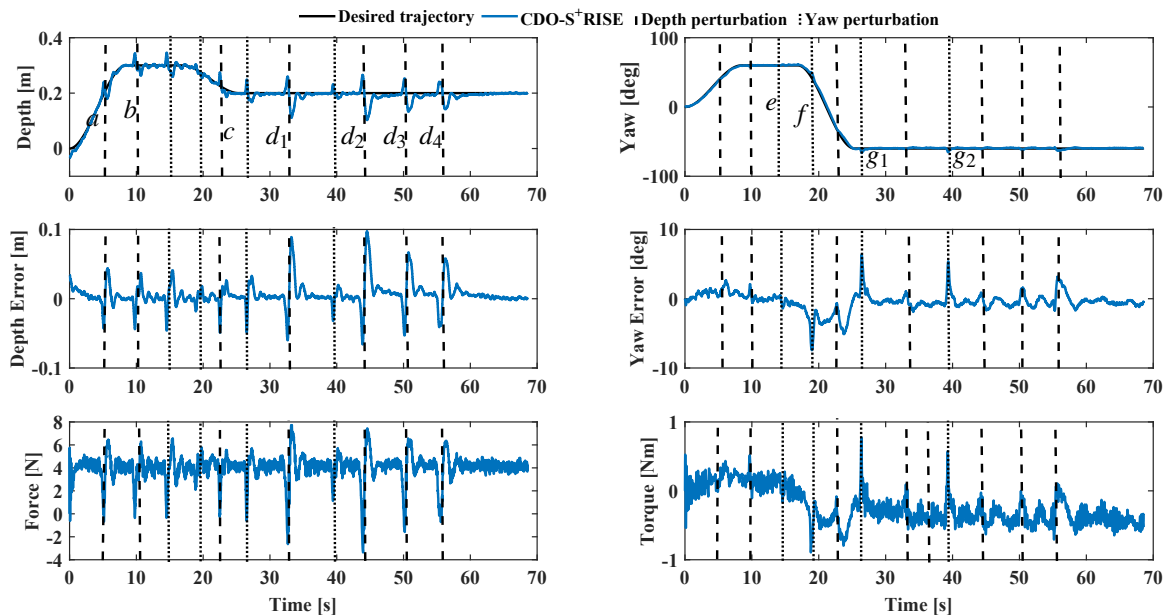 Desired trajectory CDO-S⁺RISE Depth perturbation Yaw perturbation
Depth [m]
0.4
0.2
0
0 10 20 30 40 50 60 70
a b c d₁ d₂ d₃ d₄
Yaw [deg]
100
0
-100
0 10 20 30 40 50 60 70
e f g₁ g₂
Depth Error [m]
0.1
0
-0.1
0 10 20 30 40 50 60 70
Yaw Error [deg]
10
0
-10
0 10 20 30 40 50 60 70
Force [N]
8
6
4
2
0
-2
-4
0 10 20 30 40 50 60 70
Time [s]
Torque [Nm]
1
0
-1
0 10 20 30 40 50 60 70
Time [s]